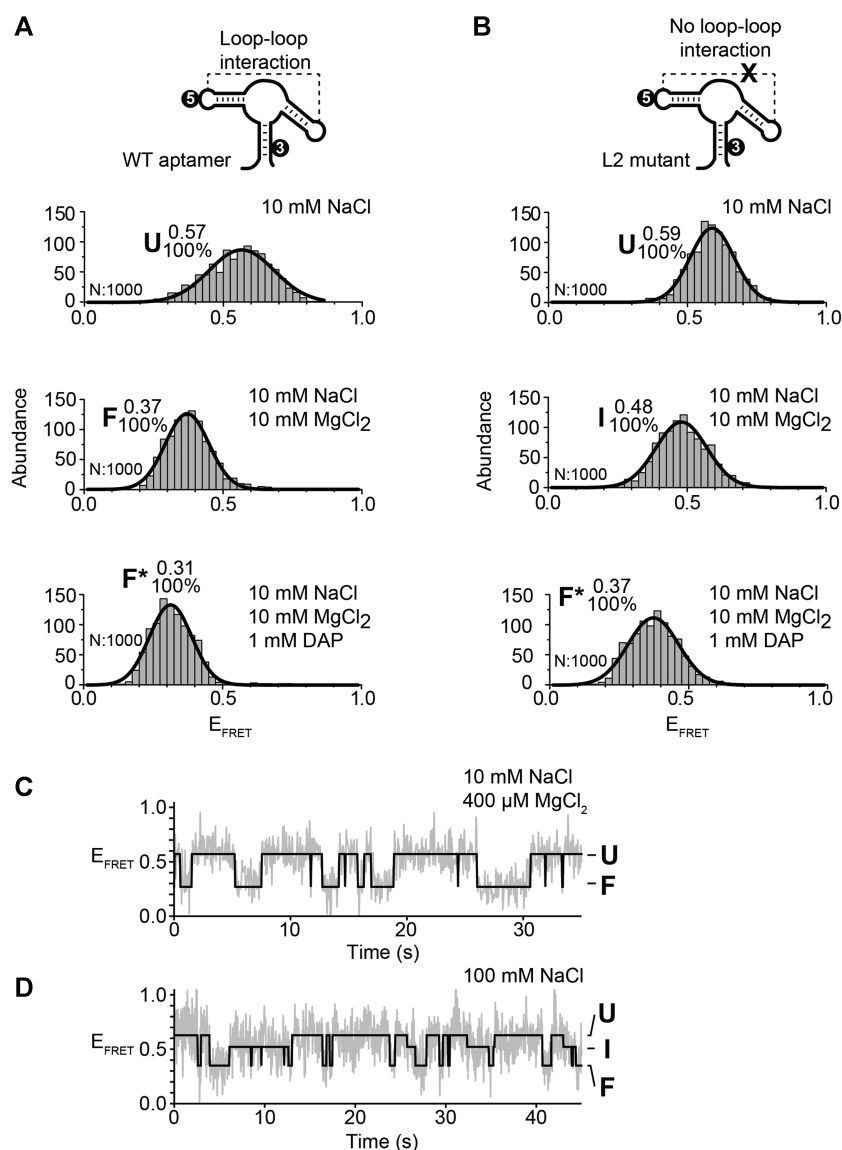 A
Loop-loop
interaction
5
3
WT aptamer
10 mM NaCl
150
100
50
0
U 0.57
100%
N:1000
0.0 0.5 1.0
Abundance
10 mM NaCl
10 mM MgCl2
150
100
50
0
F 0.37
100%
N:1000
0.0 0.5 1.0
F* 0.31
100%
10 mM NaCl
10 mM MgCl2
1 mM DAP
150
100
50
0
N:1000
0.0 0.5 1.0
EFRET
B
No loop-loop
interaction
X
5
3
L2 mutant
10 mM NaCl
150
100
50
0
U 0.59
100%
N:1000
0.0 0.5 1.0
Abundance
10 mM NaCl
10 mM MgCl2
150
100
50
0
I 0.48
100%
N:1000
0.0 0.5 1.0
F* 0.37
100%
10 mM NaCl
10 mM MgCl2
1 mM DAP
150
100
50
0
N:1000
0.0 0.5 1.0
EFRET
C
10 mM NaCl
400 µM MgCl2
1.0
EFRET 0.5
0.0
U
F
0 10 20 30
Time (s)
D
100 mM NaCl
1.0
EFRET 0.5
0.0
U
I
F
0 10 20 30 40
Time (s)